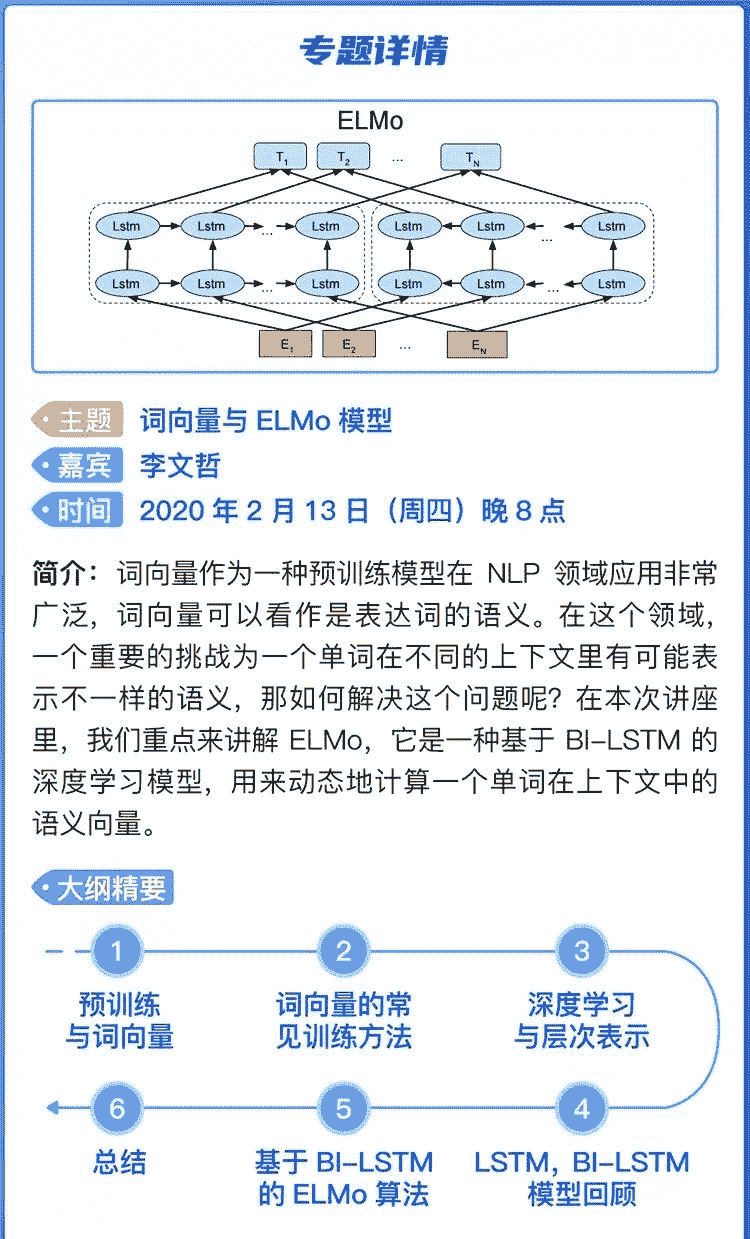 专题详情
ELMo
T1 T2 ... TN
Lstm Lstm ... Lstm Lstm Lstm ... Lstm
Lstm Lstm ... Lstm Lstm Lstm ... Lstm
E1 E2 ... EN
主题 词向量与 ELMo 模型
嘉宾 李文哲
时间 2020 年 2 月 13 日（周四）晚 8 点
简介：词向量作为一种预训练模型在 NLP 领域应用非常
广泛，词向量可以看作是表达词的语义。在这个领域，
一个重要的挑战为一个单词在不同的上下文里有可能表
示不一样的语义，那如何解决这个问题呢？在本次讲座
里，我们重点来讲解 ELMo，它是一种基于 BI-LSTM 的
深度学习模型，用来动态地计算一个单词在上下文中的
语义向量。
大纲精要
1 2 3
预训练 词向量的常 深度学习
与词向量 见训练方法 与层次表示
6 5 4
总结 基于 BI-LSTM LSTM，BI-LSTM
的 ELMo 算法 模型回顾